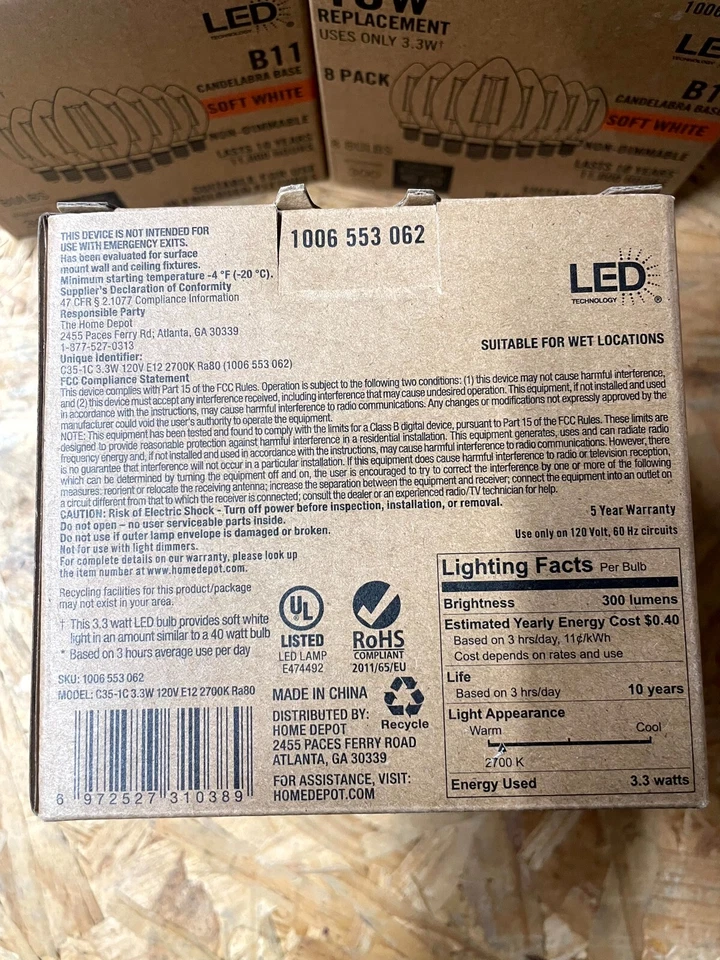 LED
TECHNOLOGY
B11
CANDELABRA BASE
SOFT WHITE
NON-DIMMABLE
LASTS 10 YEARS
11,000 HOURS
SUITABLE FOR USE
BULBS
REPLACEMENT
USES ONLY 3.3W†
8 PACK
LE
B1
CANDELABRA BASE
SOFT WHITE
NON-DIMMABLE
LASTS 10 YEARS
11,000 HOURS
8 BULBS
300
THIS DEVICE IS NOT INTENDED FOR
USE WITH EMERGENCY EXITS.
Has been evaluated for surface
mount wall and ceiling fixtures.
Minimum starting temperature -4 °F (-20 °C).
Supplier's Declaration of Conformity
47 CFR § 2.1077 Compliance Information
Responsible Party
The Home Depot
2455 Paces Ferry Rd; Atlanta, GA 30339
1-877-527-0313
Unique Identifier:
C35-1C 3.3W 120V E12 2700K Ra80 (1006 553 062)
1006 553 062
LED
TECHNOLOGY ®
SUITABLE FOR WET LOCATIONS
FCC Compliance Statement
This device complies with Part 15 of the FCC Rules. Operation is subject to the following two conditions: (1) this device may not cause harmful interference,
and (2) this device must accept any interference received, including interference that may cause undesired operation. This equipment, if not installed and used
in accordance with the instructions, may cause harmful interference to radio communications. Any changes or modifications not expressly approved by the
manufacturer could void the user's authority to operate the equipment.
NOTE: This equipment has been tested and found to comply with the limits for a Class B digital device, pursuant to Part 15 of the FCC Rules. These limits are
designed to provide reasonable protection against harmful interference in a residential installation. This equipment generates, uses and can radiate radio
frequency energy and, if not installed and used in accordance with the instructions, may cause harmful interference to radio communications. However, there
is no guarantee that interference will not occur in a particular installation. If this equipment does cause harmful interference to radio or television reception,
which can be determined by turning the equipment off and on, the user is encouraged to try to correct the interference by one or more of the following
measures: reorient or relocate the receiving antenna; increase the separation between the equipment and receiver; connect the equipment into an outlet on
a circuit different from that to which the receiver is connected; consult the dealer or an experienced radio/TV technician for help.
CAUTION: Risk of Electric Shock - Turn off power before inspection, installation, or removal.
Do not open – no user serviceable parts inside.
Do not use if outer lamp envelope is damaged or broken.
Not for use with light dimmers.
For complete details on our warranty, please look up
the item number at www.homedepot.com.
5 Year Warranty
Use only on 120 Volt, 60 Hz circuits
Recycling facilities for this product/package
may not exist in your area.
† This 3.3 watt LED bulb provides soft white
light in an amount similar to a 40 watt bulb
* Based on 3 hours average use per day
SKU: 1006 553 062
MODEL: C35-1C 3.3W 120V E12 2700K Ra80
6 972527 310389
UL
LISTED
LED LAMP
E474492
RoHS
COMPLIANT
2011/65/EU
MADE IN CHINA
DISTRIBUTED BY:
HOME DEPOT
2455 PACES FERRY ROAD
ATLANTA, GA 30339
FOR ASSISTANCE, VISIT:
HOMEDEPOT.COM
Recycle
Lighting Facts Per Bulb
Brightness 300 lumens
Estimated Yearly Energy Cost $0.40
Based on 3 hrs/day, 11¢/kWh
Cost depends on rates and use
Life
Based on 3 hrs/day 10 years
Light Appearance
Warm Cool
2700 K
Energy Used 3.3 watts